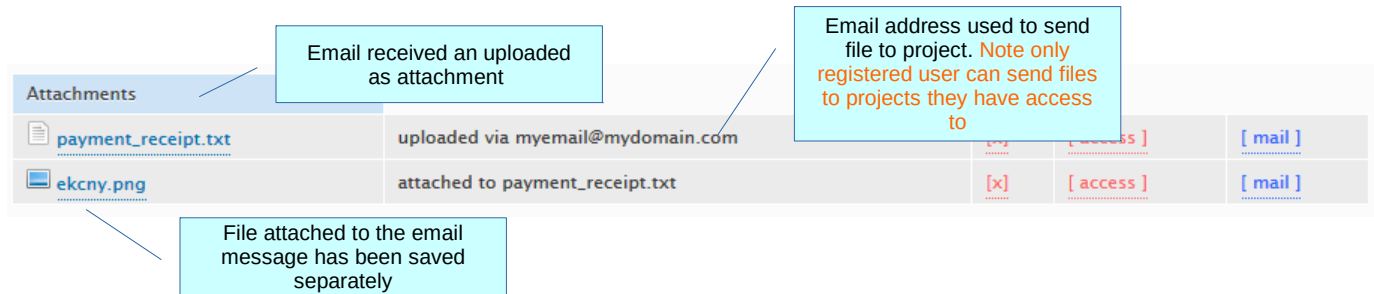 Email address used to send
file to project. Note only
registered user can send files
to projects they have access
to
Email received an uploaded
as attachment
Attachments
payment_receipt.txt uploaded via myemail@mydomain.com [x] [ access ] [ mail ]
ekcny.png attached to payment_receipt.txt [x] [ access ] [ mail ]
File attached to the email
message has been saved
separately